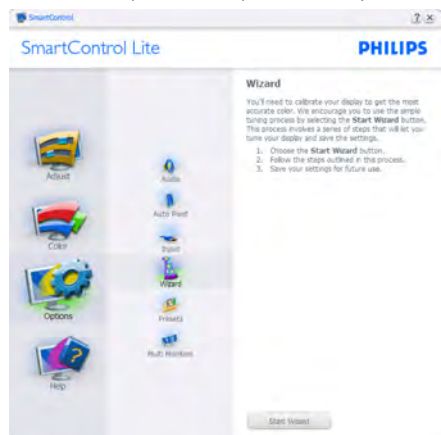 SmartControl
SmartControl Lite
PHILIPS
Wizard
You'll need to calibrate your display to get the most
accurate color. We encourage you to use the simple
tuning process by selecting the Start Wizard button.
This process involves a series of steps that will let you
tune your display and save the settings.
1. Choose the Start Wizard button.
2. Follow the steps outlined in this process.
3. Save your settings for future use.
Adjust
Color
Options
Help
Audio
Auto Pivot
Input
Wizard
Presets
Multi Monitors
Start Wizard